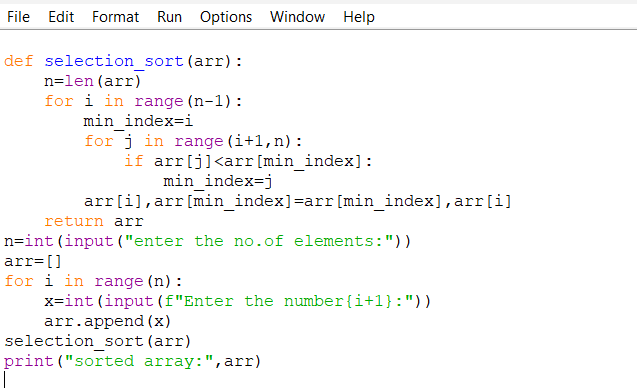 File Edit Format Run Options Window Help
def selection_sort(arr):
    n=len(arr)
    for i in range(n-1):
        min_index=i
        for j in range(i+1,n):
            if arr[j]<arr[min_index]:
                min_index=j
        arr[i],arr[min_index]=arr[min_index],arr[i]
    return arr
n=int(input("enter the no.of elements:"))
arr=[]
for i in range(n):
    x=int(input(f"Enter the number{i+1}:"))
    arr.append(x)
selection_sort(arr)
print("sorted array:",arr)